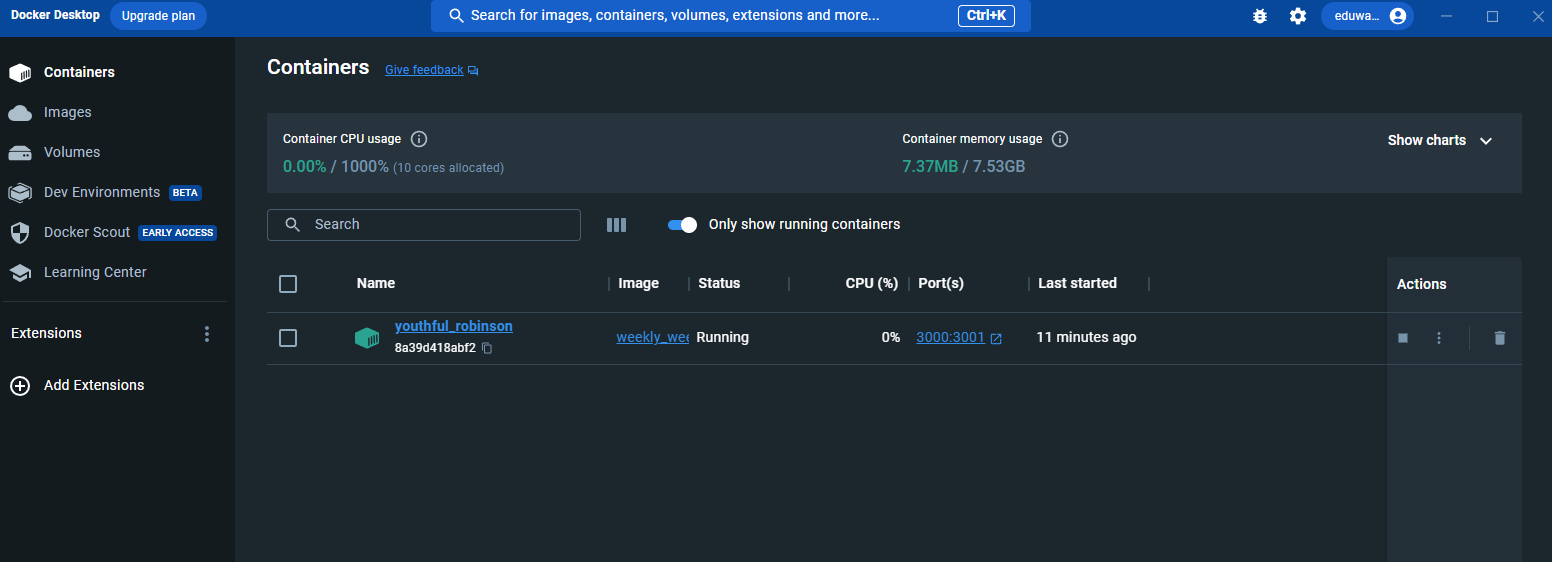 Docker Desktop Upgrade plan Search for images, containers, volumes, extensions and more... Ctrl+K eduwa...
Containers
Images
Volumes
Dev Environments BETA
Docker Scout EARLY ACCESS
Learning Center
Extensions
Add Extensions
Containers Give feedback
Container CPU usage
0.00% / 1000% (10 cores allocated)
Container memory usage
7.37MB / 7.53GB
Show charts
Search
Only show running containers
Name Image Status CPU (%) Port(s) Last started Actions
youthful_robinson
8a39d418abf2
weekly_wee Running 0% 3000:3001 11 minutes ago